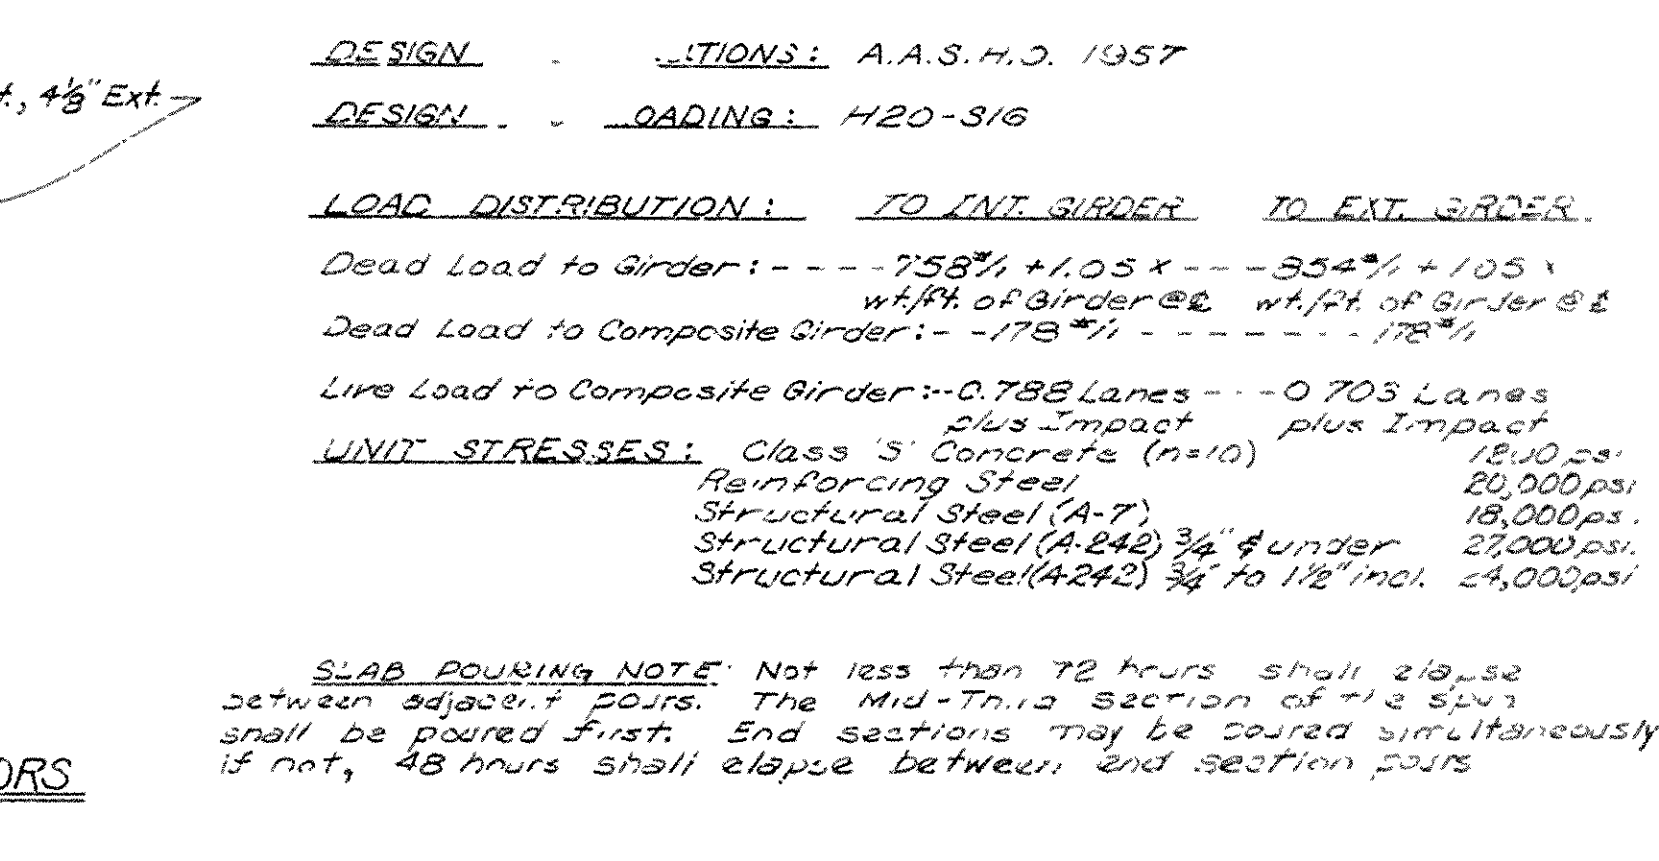 DESIGN A.A.S.H.O. 1957
4 1/8" Ext.
DESIGN LOADING: H20-S16
LOAD DISTRIBUTION: TO INT. GIRDER TO EXT. GIRDER
Dead Load to Girder: - - - - 758#/' + 1.05 x - - - 854#/' + 1.05 x
wt./ft. of Girder @ ℄ wt./ft. of Girder @ ℄
Dead Load to Composite Girder: - - 178#/' - - - - - - - - 178#/'
Live Load to Composite Girder: -- 0.788 Lanes - - - 0.703 Lanes
plus Impact plus Impact
UNIT STRESSES: Class 'S' Concrete (n=10) psi
Reinforcing Steel 20,000 psi
Structural Steel (A-7) 18,000 psi.
Structural Steel (A-242) 3/4" & under 27,000 psi.
Structural Steel (A-242) 3/4" to 1 1/2" incl. 24,000 psi
SLAB POURING NOTE: Not less than 72 hours shall elapse
between adjacent pours. The Mid-Third section of the span
shall be poured first. End sections may be poured simultaneously
if not, 48 hours shall elapse between end section pours
ORS